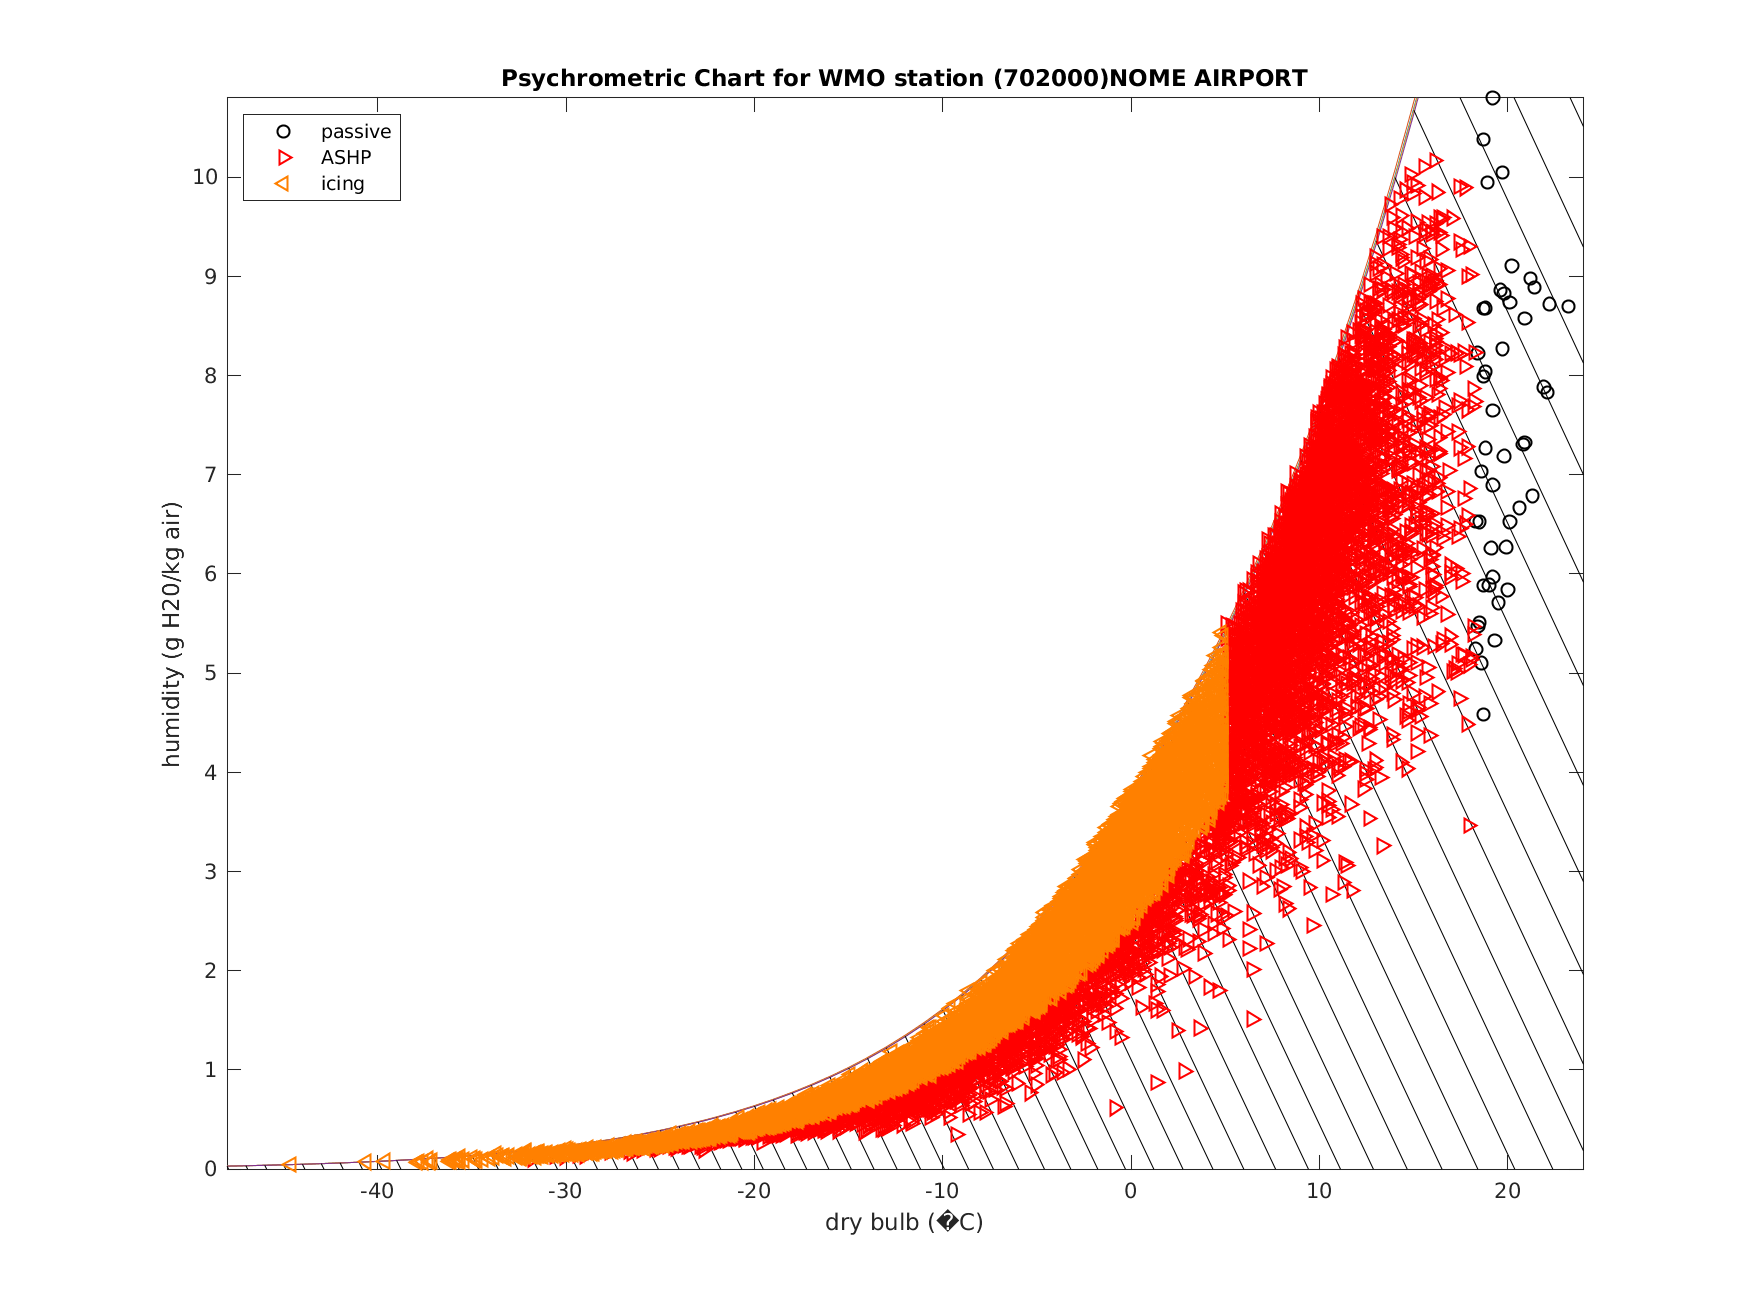 Psychrometric Chart for WMO station (702000)NOME AIRPORT
passive
ASHP
icing
10
9
8
7
6
5
4
3
2
1
0
humidity (g H20/kg air)
-40 -30 -20 -10 0 10 20
dry bulb (�C)